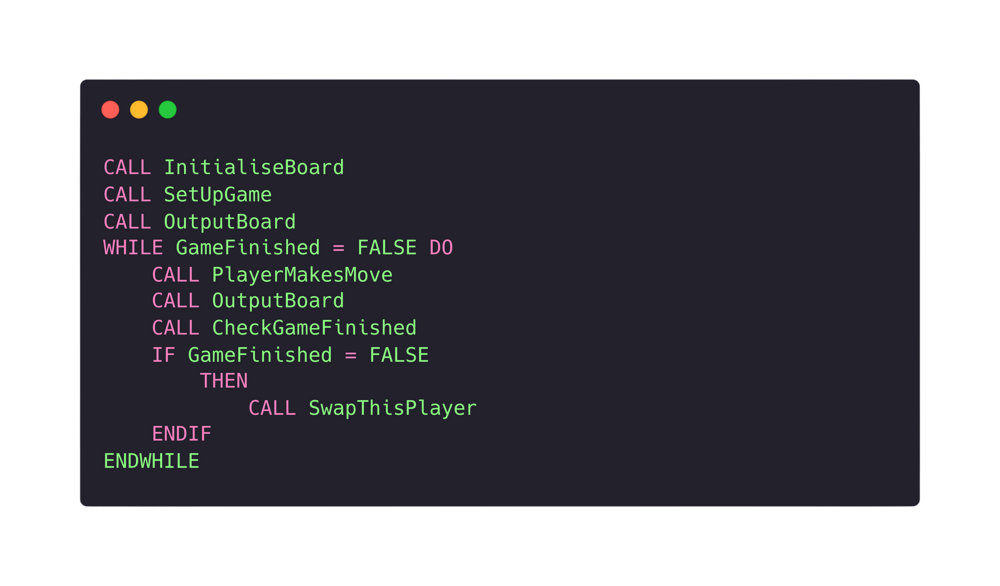 CALL InitialiseBoard
CALL SetUpGame
CALL OutputBoard
WHILE GameFinished = FALSE DO
    CALL PlayerMakesMove
    CALL OutputBoard
    CALL CheckGameFinished
    IF GameFinished = FALSE
        THEN
            CALL SwapThisPlayer
    ENDIF
ENDWHILE